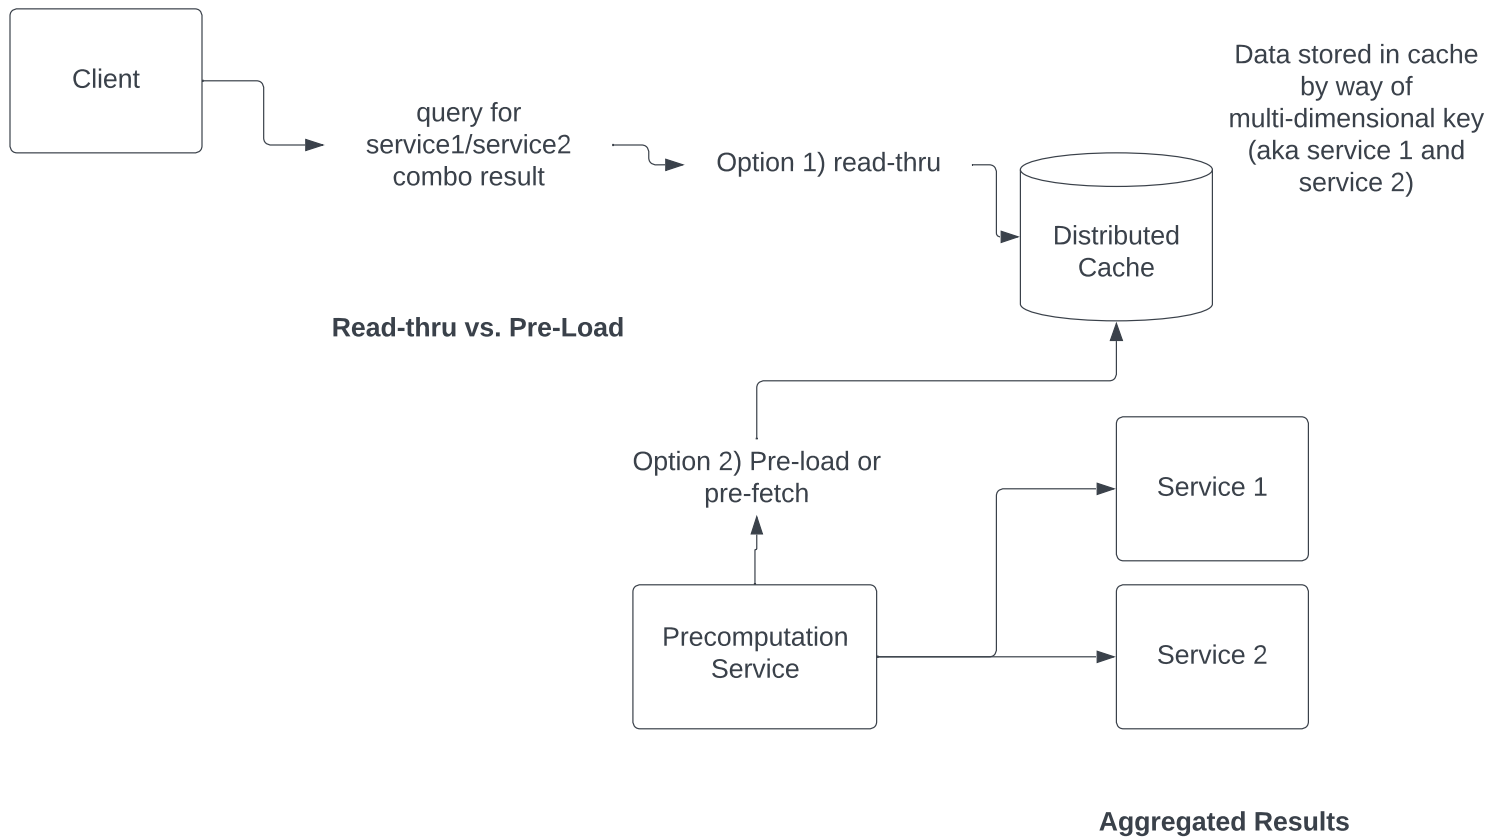 Client
query for
service1/service2
combo result
Option 1) read-thru
Data stored in cache
by way of
multi-dimensional key
(aka service 1 and
service 2)
Distributed
Cache
Read-thru vs. Pre-Load
Option 2) Pre-load or
pre-fetch
Service 1
Precomputation
Service
Service 2
Aggregated Results